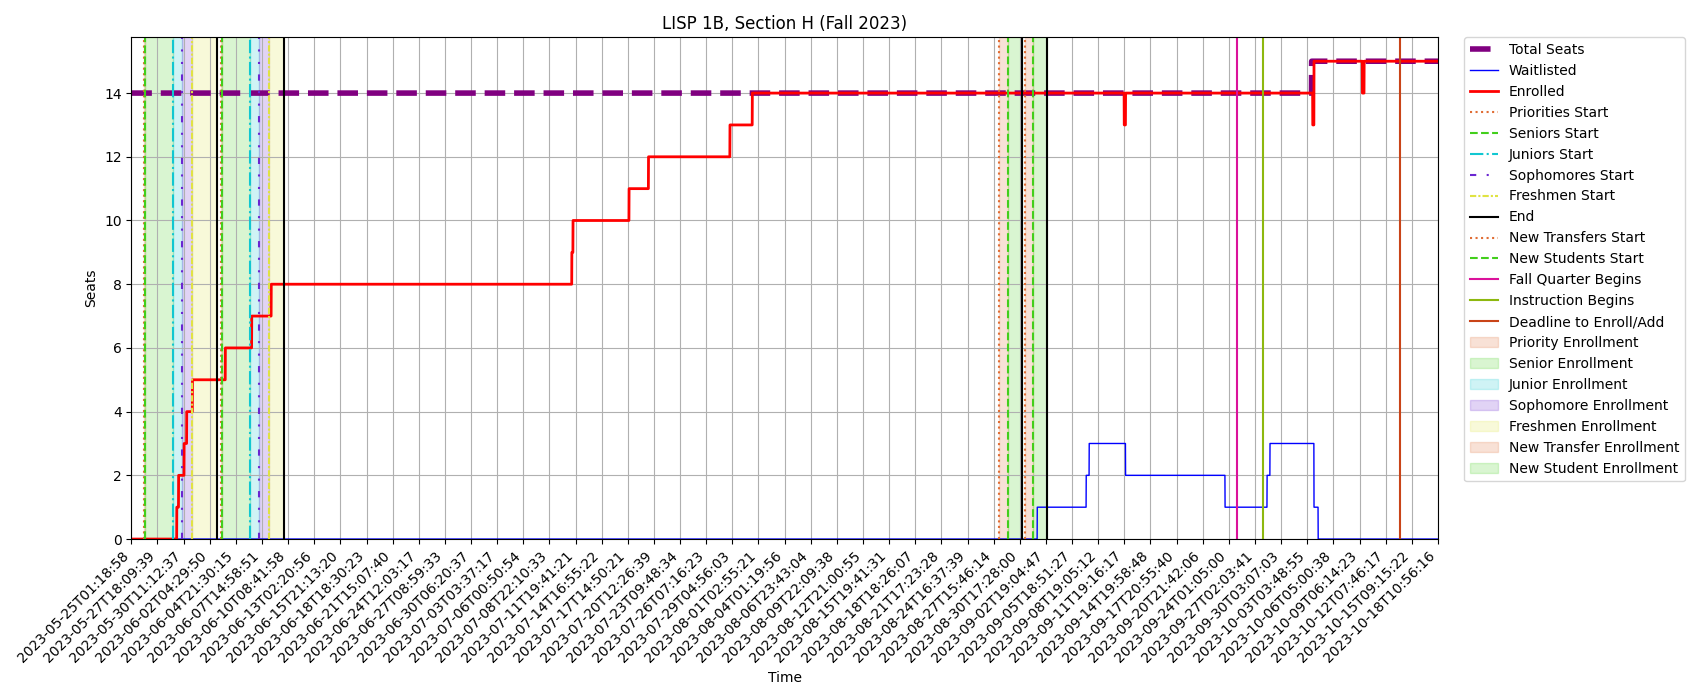 LISP 1B, Section H (Fall 2023)
Seats
14
12
10
8
6
4
2
0
2023-05-25T01:18:58
2023-05-27T18:09:39
2023-05-30T11:12:37
2023-06-02T04:29:50
2023-06-04T21:30:15
2023-06-07T14:58:51
2023-06-10T08:41:58
2023-06-13T02:20:56
2023-06-15T21:13:20
2023-06-18T18:30:23
2023-06-21T15:07:40
2023-06-24T12:03:17
2023-06-27T08:59:33
2023-06-30T06:20:37
2023-07-03T03:37:17
2023-07-06T00:50:54
2023-07-08T22:10:33
2023-07-11T19:41:21
2023-07-14T16:55:22
2023-07-17T14:50:21
2023-07-20T12:26:39
2023-07-23T09:48:34
2023-07-26T07:16:23
2023-07-29T04:56:03
2023-08-01T02:55:21
2023-08-04T01:19:56
2023-08-06T23:43:04
2023-08-09T22:09:38
2023-08-12T21:00:55
2023-08-15T19:41:31
2023-08-18T18:26:07
2023-08-21T17:23:28
2023-08-24T16:37:39
2023-08-27T15:46:14
2023-08-30T17:28:00
2023-09-02T19:04:47
2023-09-05T18:51:27
2023-09-08T19:05:12
2023-09-11T19:16:17
2023-09-14T19:58:48
2023-09-17T20:55:40
2023-09-20T21:42:06
2023-09-24T01:05:00
2023-09-27T02:03:41
2023-09-30T03:07:03
2023-10-03T03:48:55
2023-10-06T05:00:38
2023-10-09T06:14:23
2023-10-12T07:46:17
2023-10-15T09:15:22
2023-10-18T10:56:16
Time
Total Seats
Waitlisted
Enrolled
Priorities Start
Seniors Start
Juniors Start
Sophomores Start
Freshmen Start
End
New Transfers Start
New Students Start
Fall Quarter Begins
Instruction Begins
Deadline to Enroll/Add
Priority Enrollment
Senior Enrollment
Junior Enrollment
Sophomore Enrollment
Freshmen Enrollment
New Transfer Enrollment
New Student Enrollment